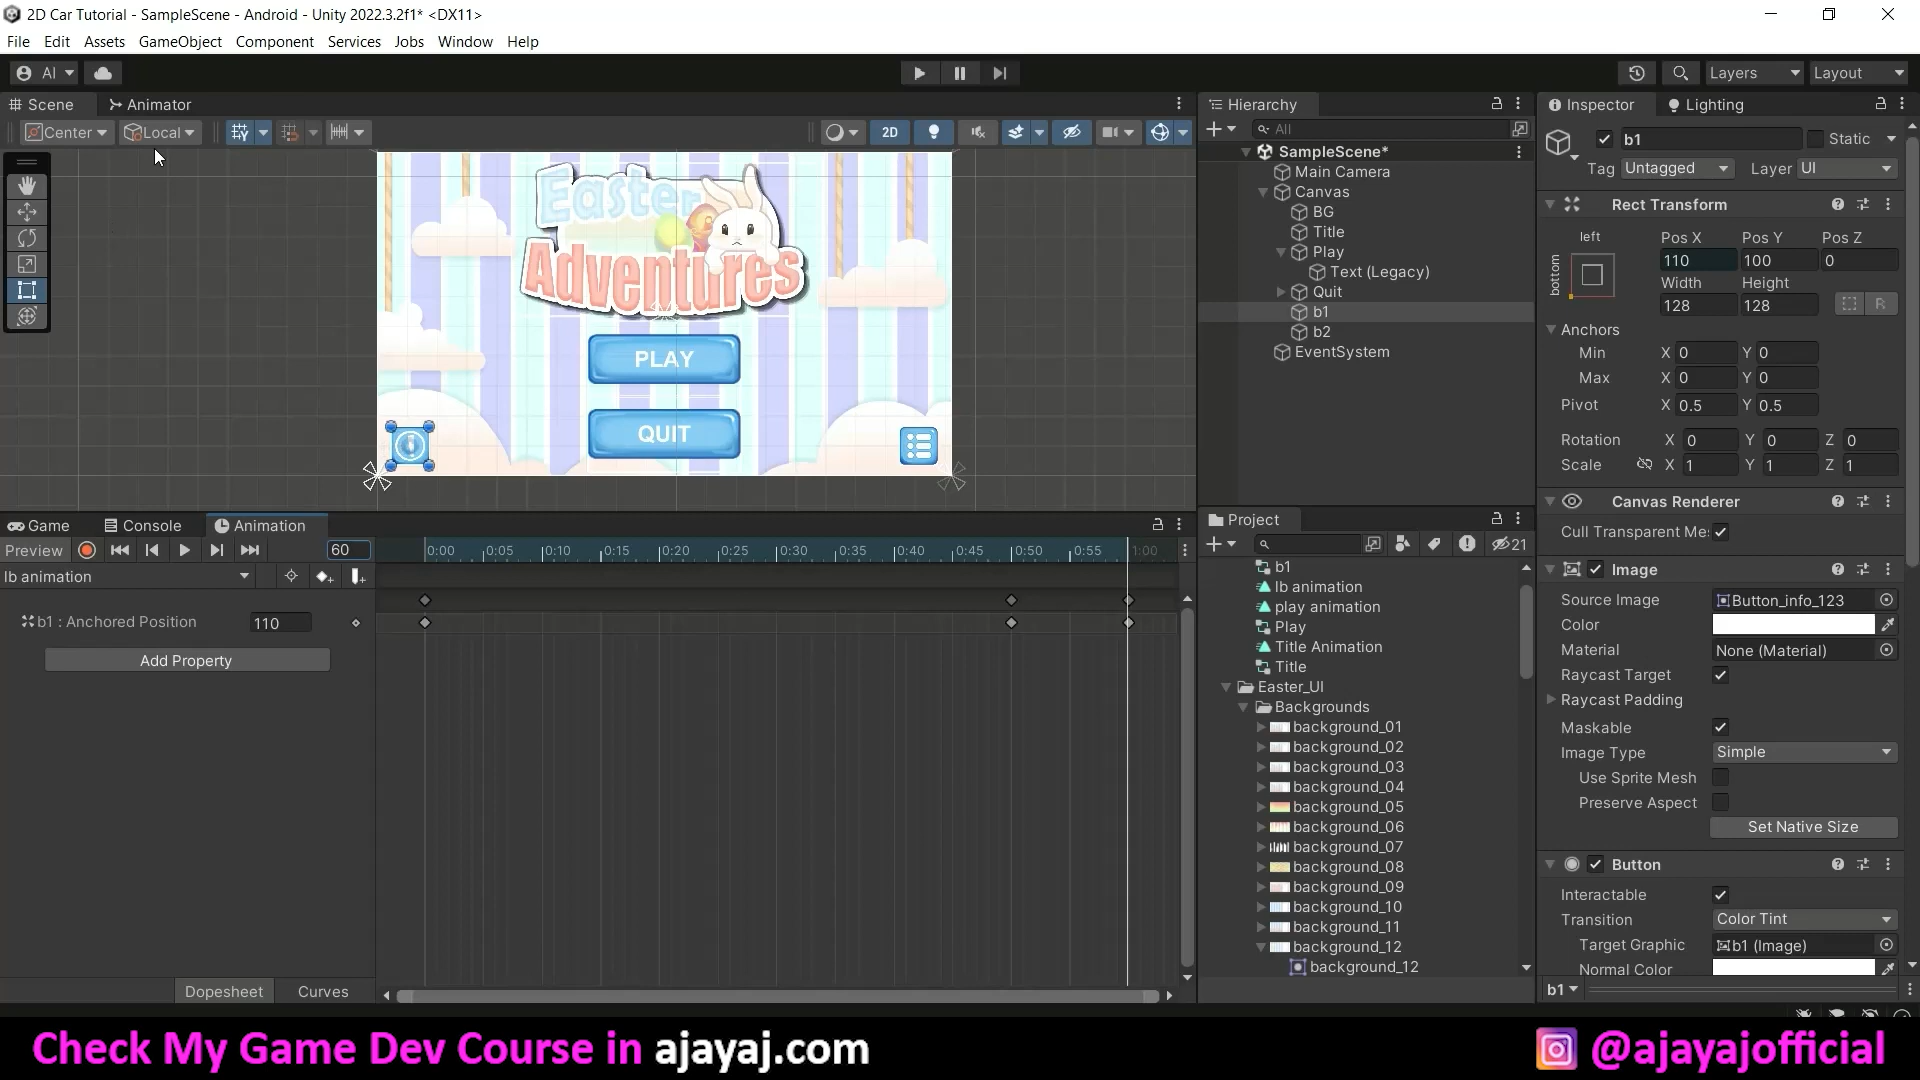 2D Car Tutorial - SampleScene - Android - Unity 2022.3.2f1* <DX11>
File Edit Assets GameObject Component Services Jobs Window Help
AI
Layers
Layout
Scene
Animator
Center
Local
2D
Easter
Adventures
PLAY
QUIT
Hierarchy
All
SampleScene*
Main Camera
Canvas
BG
Title
Play
Text (Legacy)
Quit
b1
b2
EventSystem
Game
Console
Animation
Preview
60
0:00 0:05 0:10 0:15 0:20 0:25 0:30 0:35 0:40 0:45 0:50 0:55 1:00
lb animation
b1 : Anchored Position 110
Add Property
Dopesheet
Curves
Project
21
b1
lb animation
play animation
Play
Title Animation
Title
Easter_UI
Backgrounds
background_01
background_02
background_03
background_04
background_05
background_06
background_07
background_08
background_09
background_10
background_11
background_12
background_12
Inspector
Lighting
b1
Static
Tag Untagged
Layer UI
Rect Transform
left
bottom
Pos X Pos Y Pos Z
110 100 0
Width Height
128 128
R
Anchors
Min X 0 Y 0
Max X 0 Y 0
Pivot X 0.5 Y 0.5
Rotation X 0 Y 0 Z 0
Scale X 1 Y 1 Z 1
Canvas Renderer
Cull Transparent Me
Image
Source Image Button_info_123
Color
Material None (Material)
Raycast Target
Raycast Padding
Maskable
Image Type Simple
Use Sprite Mesh
Preserve Aspect
Set Native Size
Button
Interactable
Transition Color Tint
Target Graphic b1 (Image)
Normal Color
b1
Check My Game Dev Course in ajayaj.com
@ajayajofficial